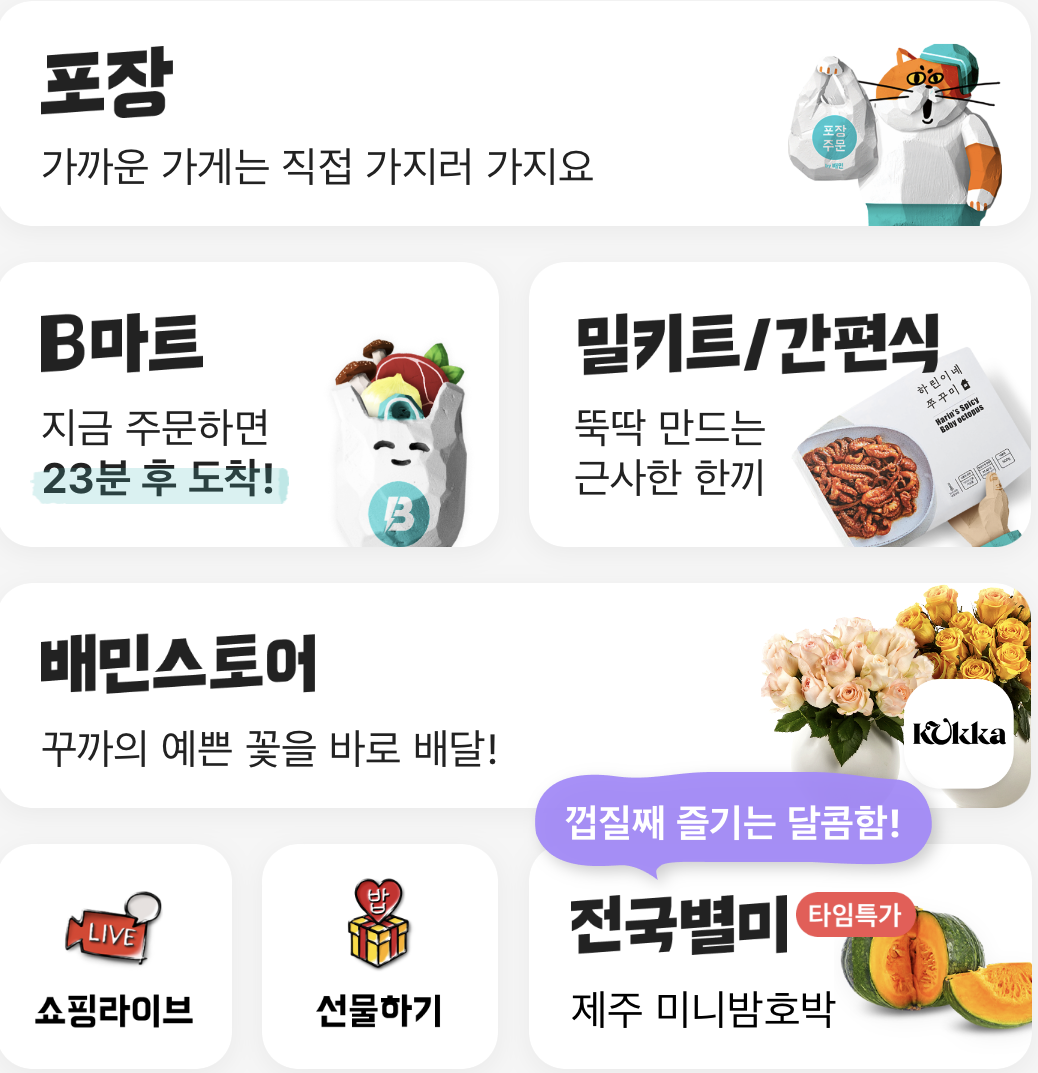 포장
가까운 가게는 직접 가지러 가지요
포장
주문
by 배민
B마트
지금 주문하면
23분 후 도착!
B
밀키트/간편식
뚝딱 만드는
근사한 한끼
하린이네
쭈꾸미
Harin's Spicy
Baby octopus
배민스토어
꾸까의 예쁜 꽃을 바로 배달!
Kukka
껍질째 즐기는 달콤함!
LIVE
쇼핑라이브
밥
선물하기
전국별미 타임특가
제주 미니밤호박